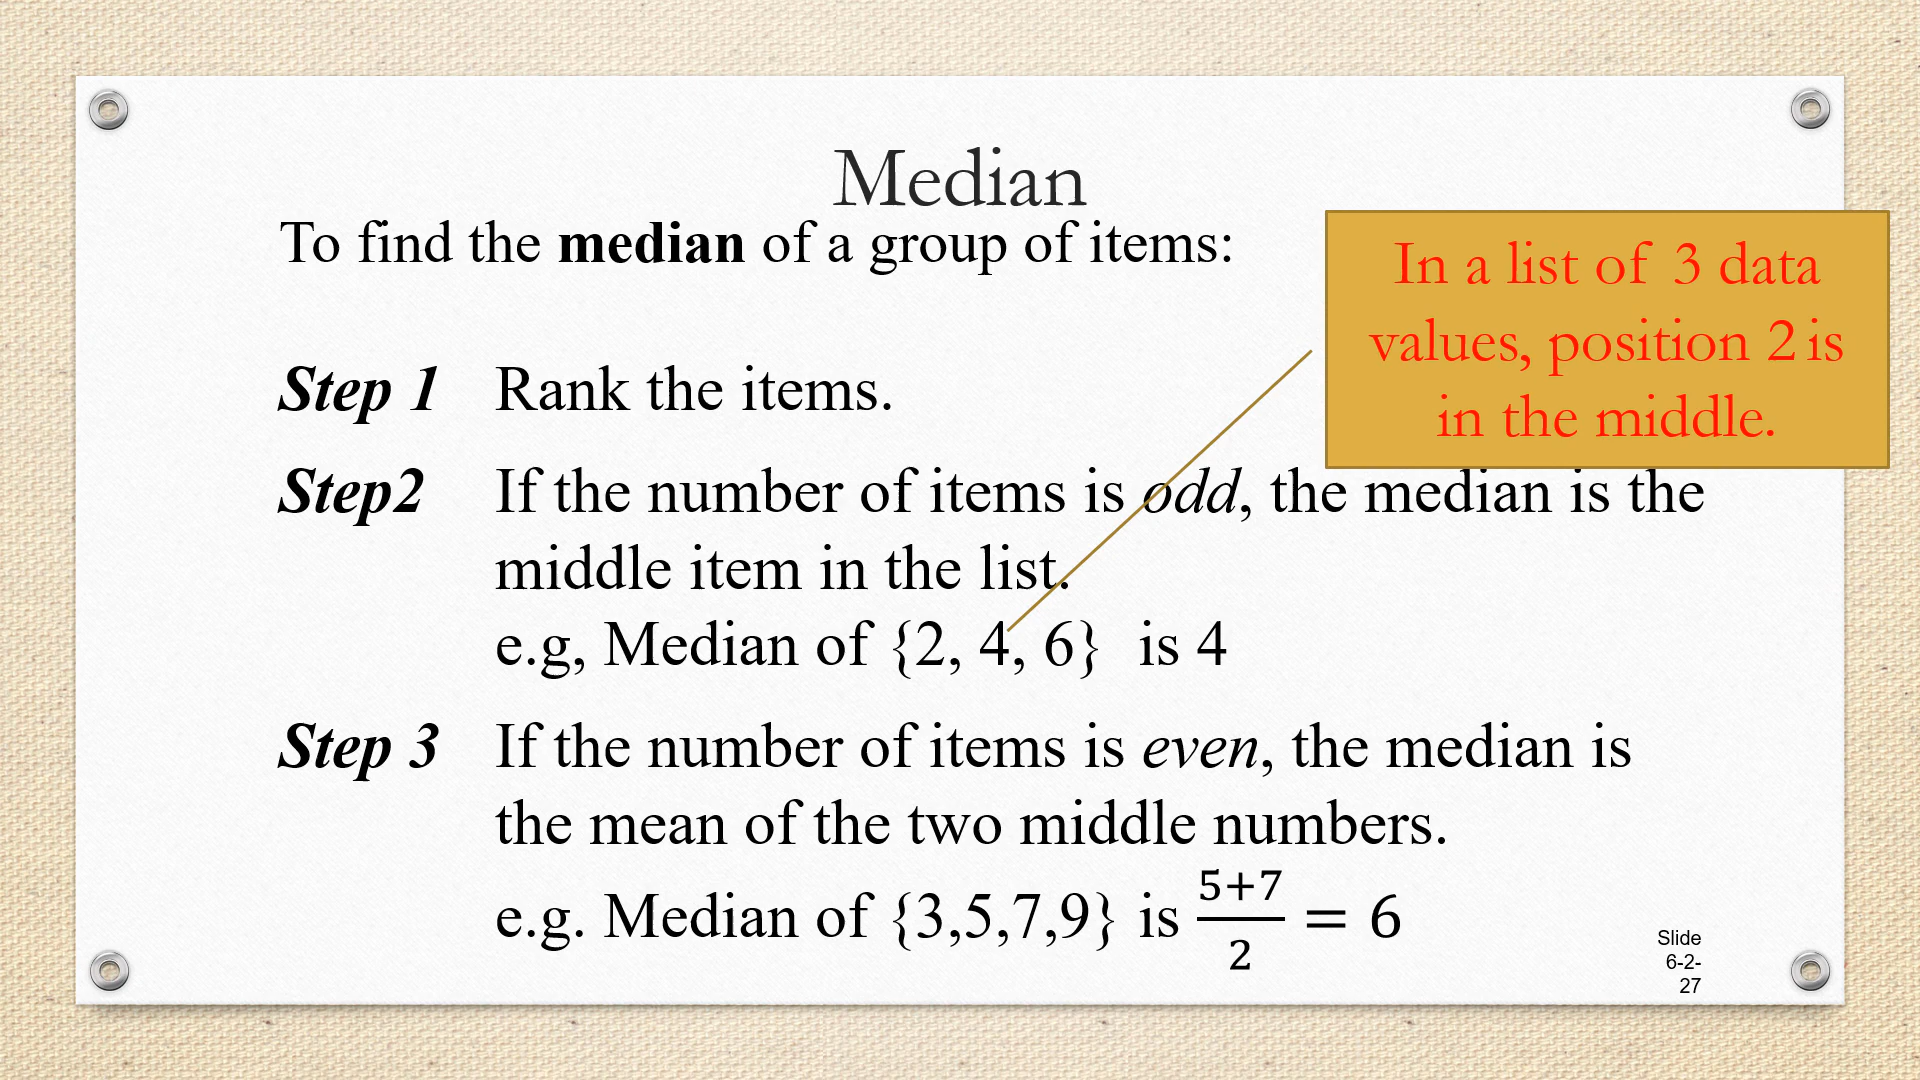 Median
To find the median of a group of items:
In a list of 3 data
values, position 2 is
in the middle.
Step 1 Rank the items.
Step2 If the number of items is odd, the median is the
middle item in the list.
e.g, Median of {2, 4, 6} is 4
Step 3 If the number of items is even, the median is
the mean of the two middle numbers.
e.g. Median of {3,5,7,9} is (5+7)/2 = 6
Slide
6-2-
27